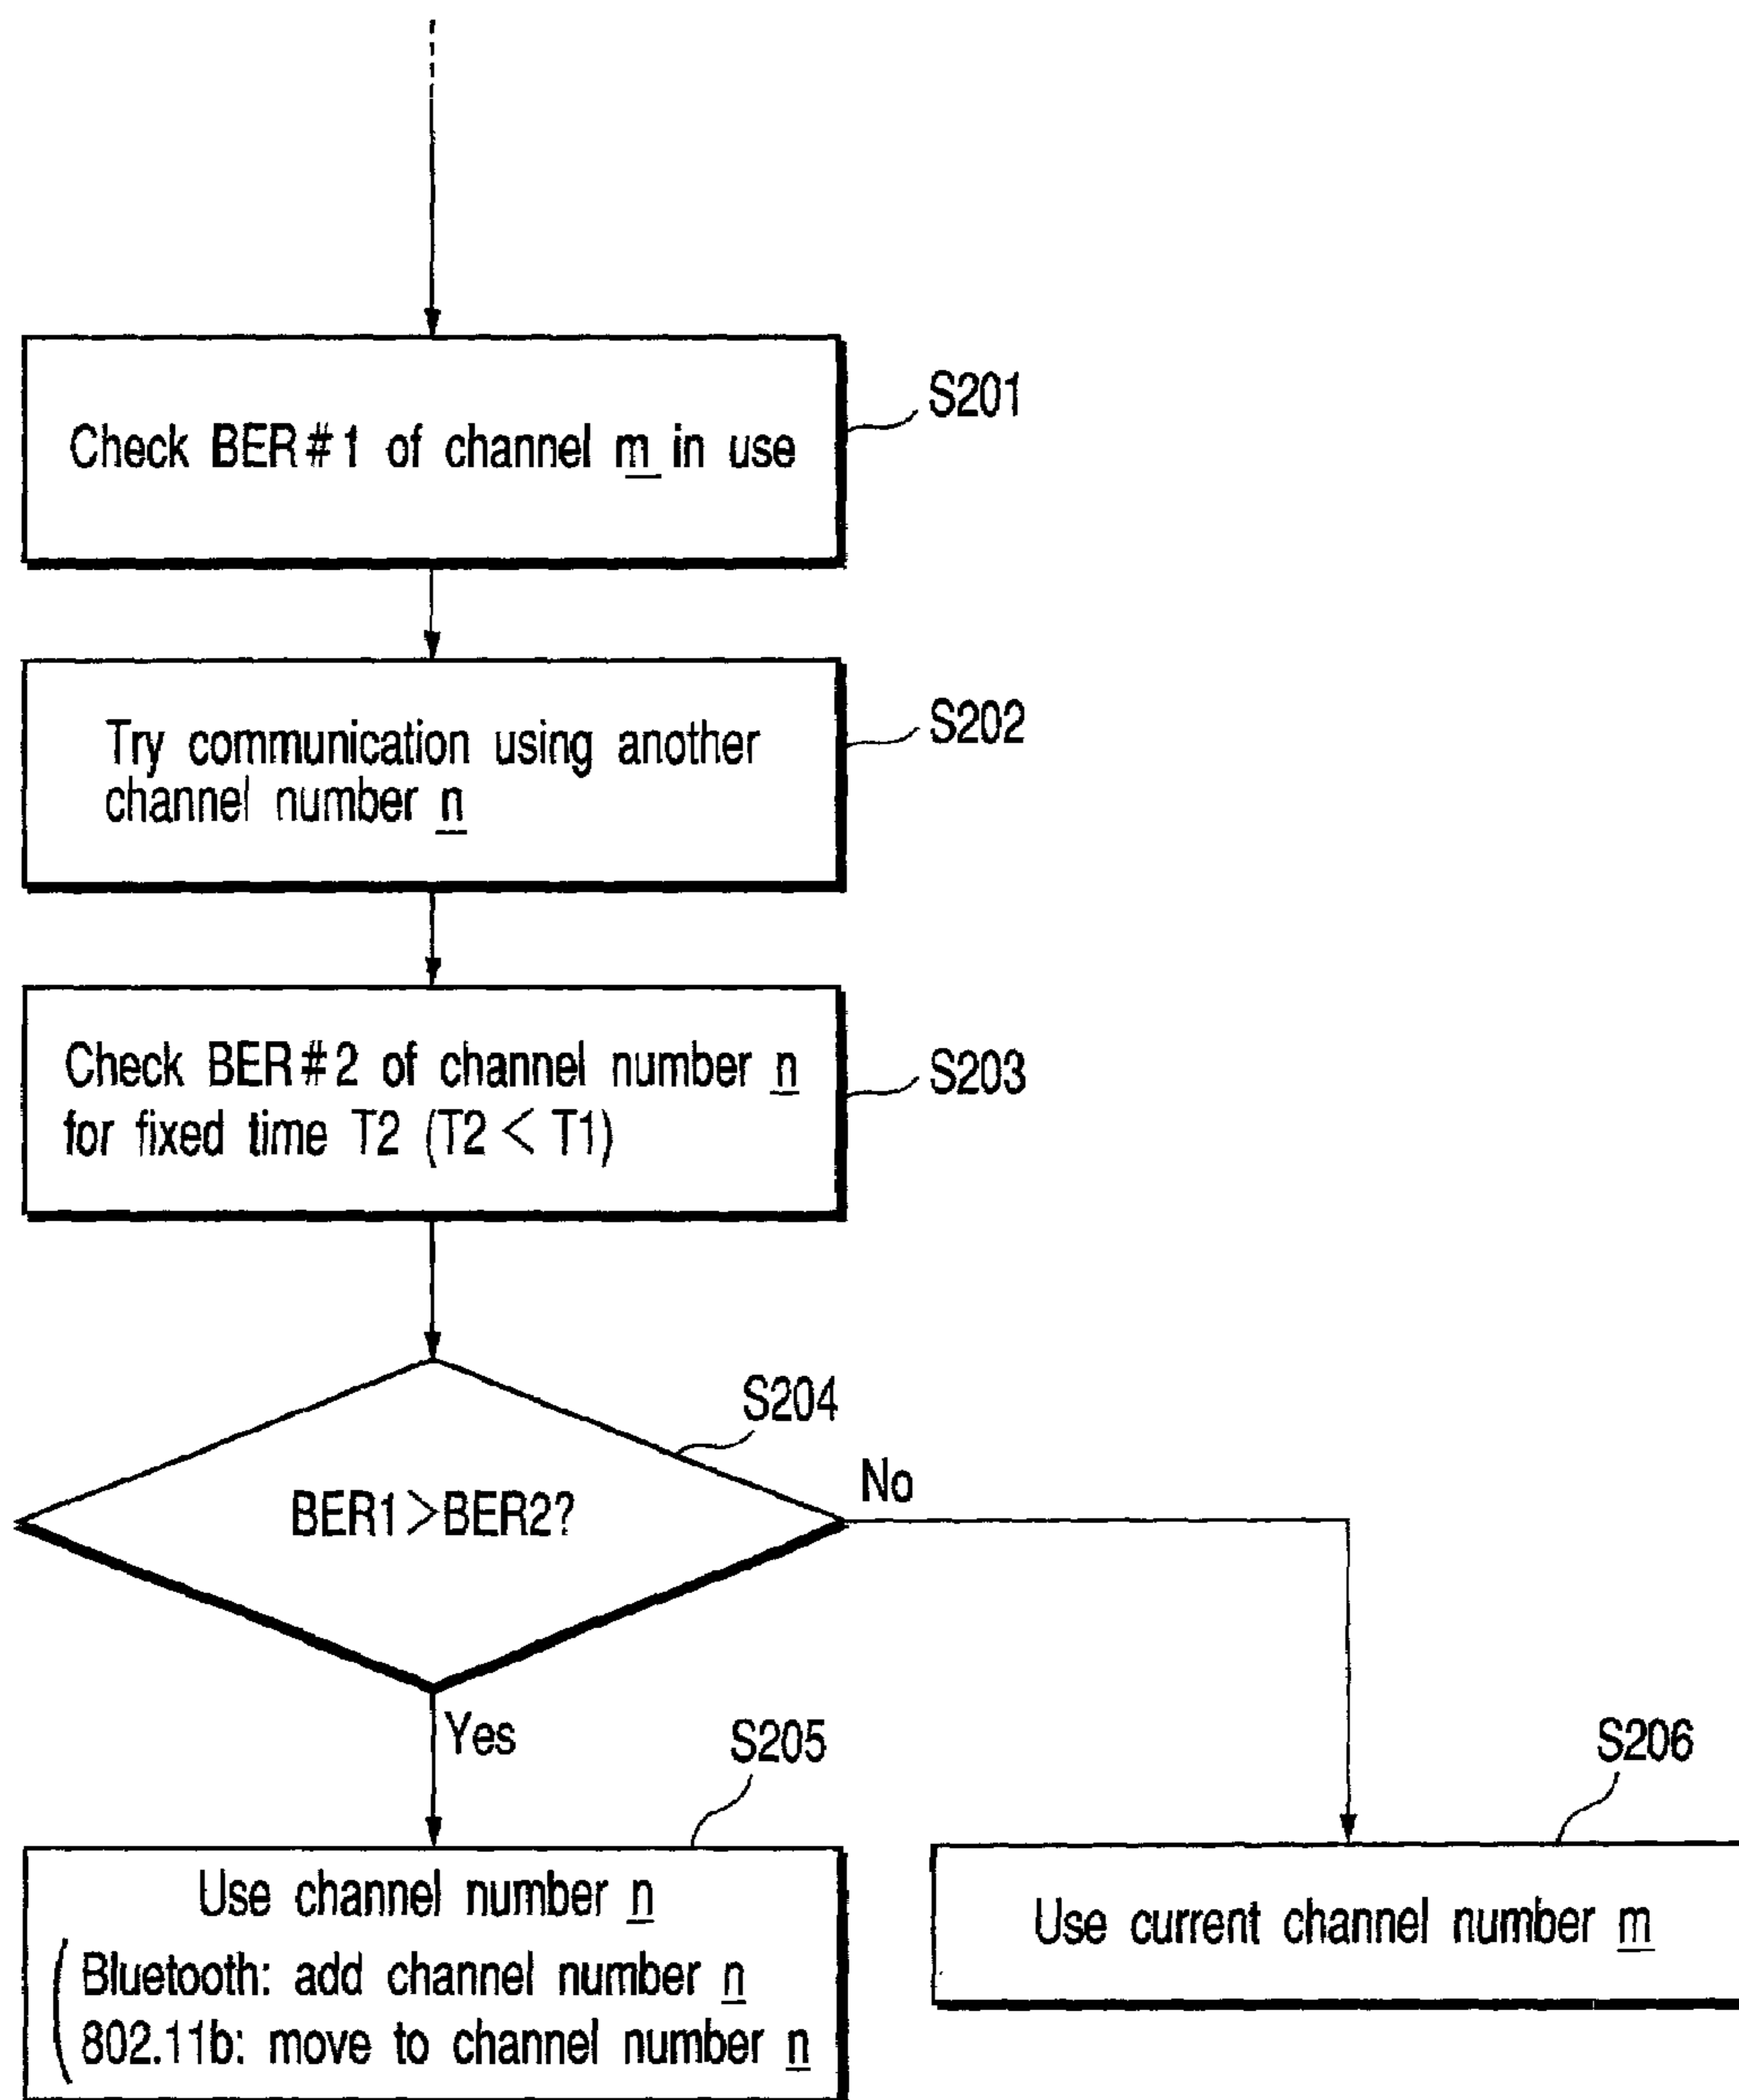 Check BER#1 of channel m in use
S201
Try communication using another
channel number n
S202
Check BER#2 of channel number n
for fixed time T2 (T2 < T1)
S203
S204
BER1>BER2?
No
Yes
S205
Use channel number n
(Bluetooth: add channel number n
802.11b: move to channel number n
S206
Use current channel number m